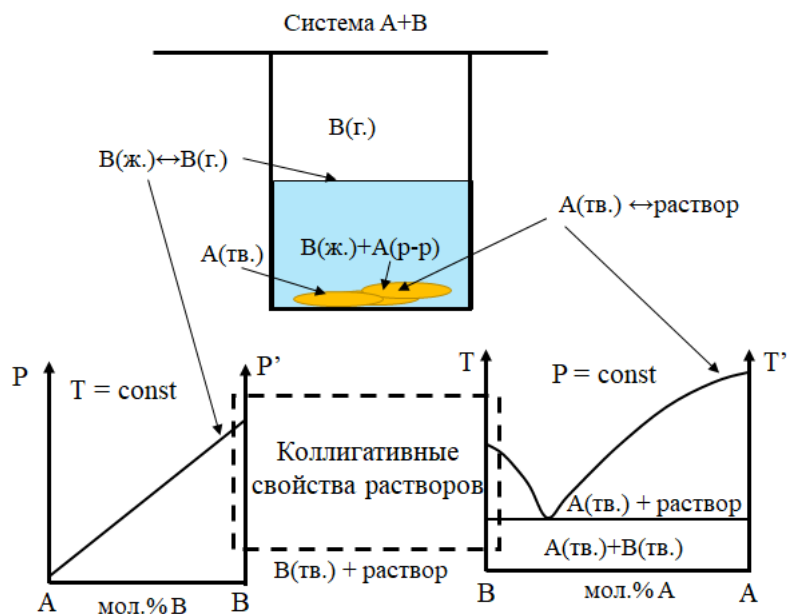 Система А+В
В(г.)
В(ж.)↔В(г.)
А(тв.) ↔раствор
А(тв.)
В(ж.)+А(р-р)
P
T = const
P’
T
P = const
T’
Коллигативные
свойства растворов
А(тв.) + раствор
А(тв.)+В(тв.)
В(тв.) + раствор
А
мол.% В
В
В
мол.% А
А